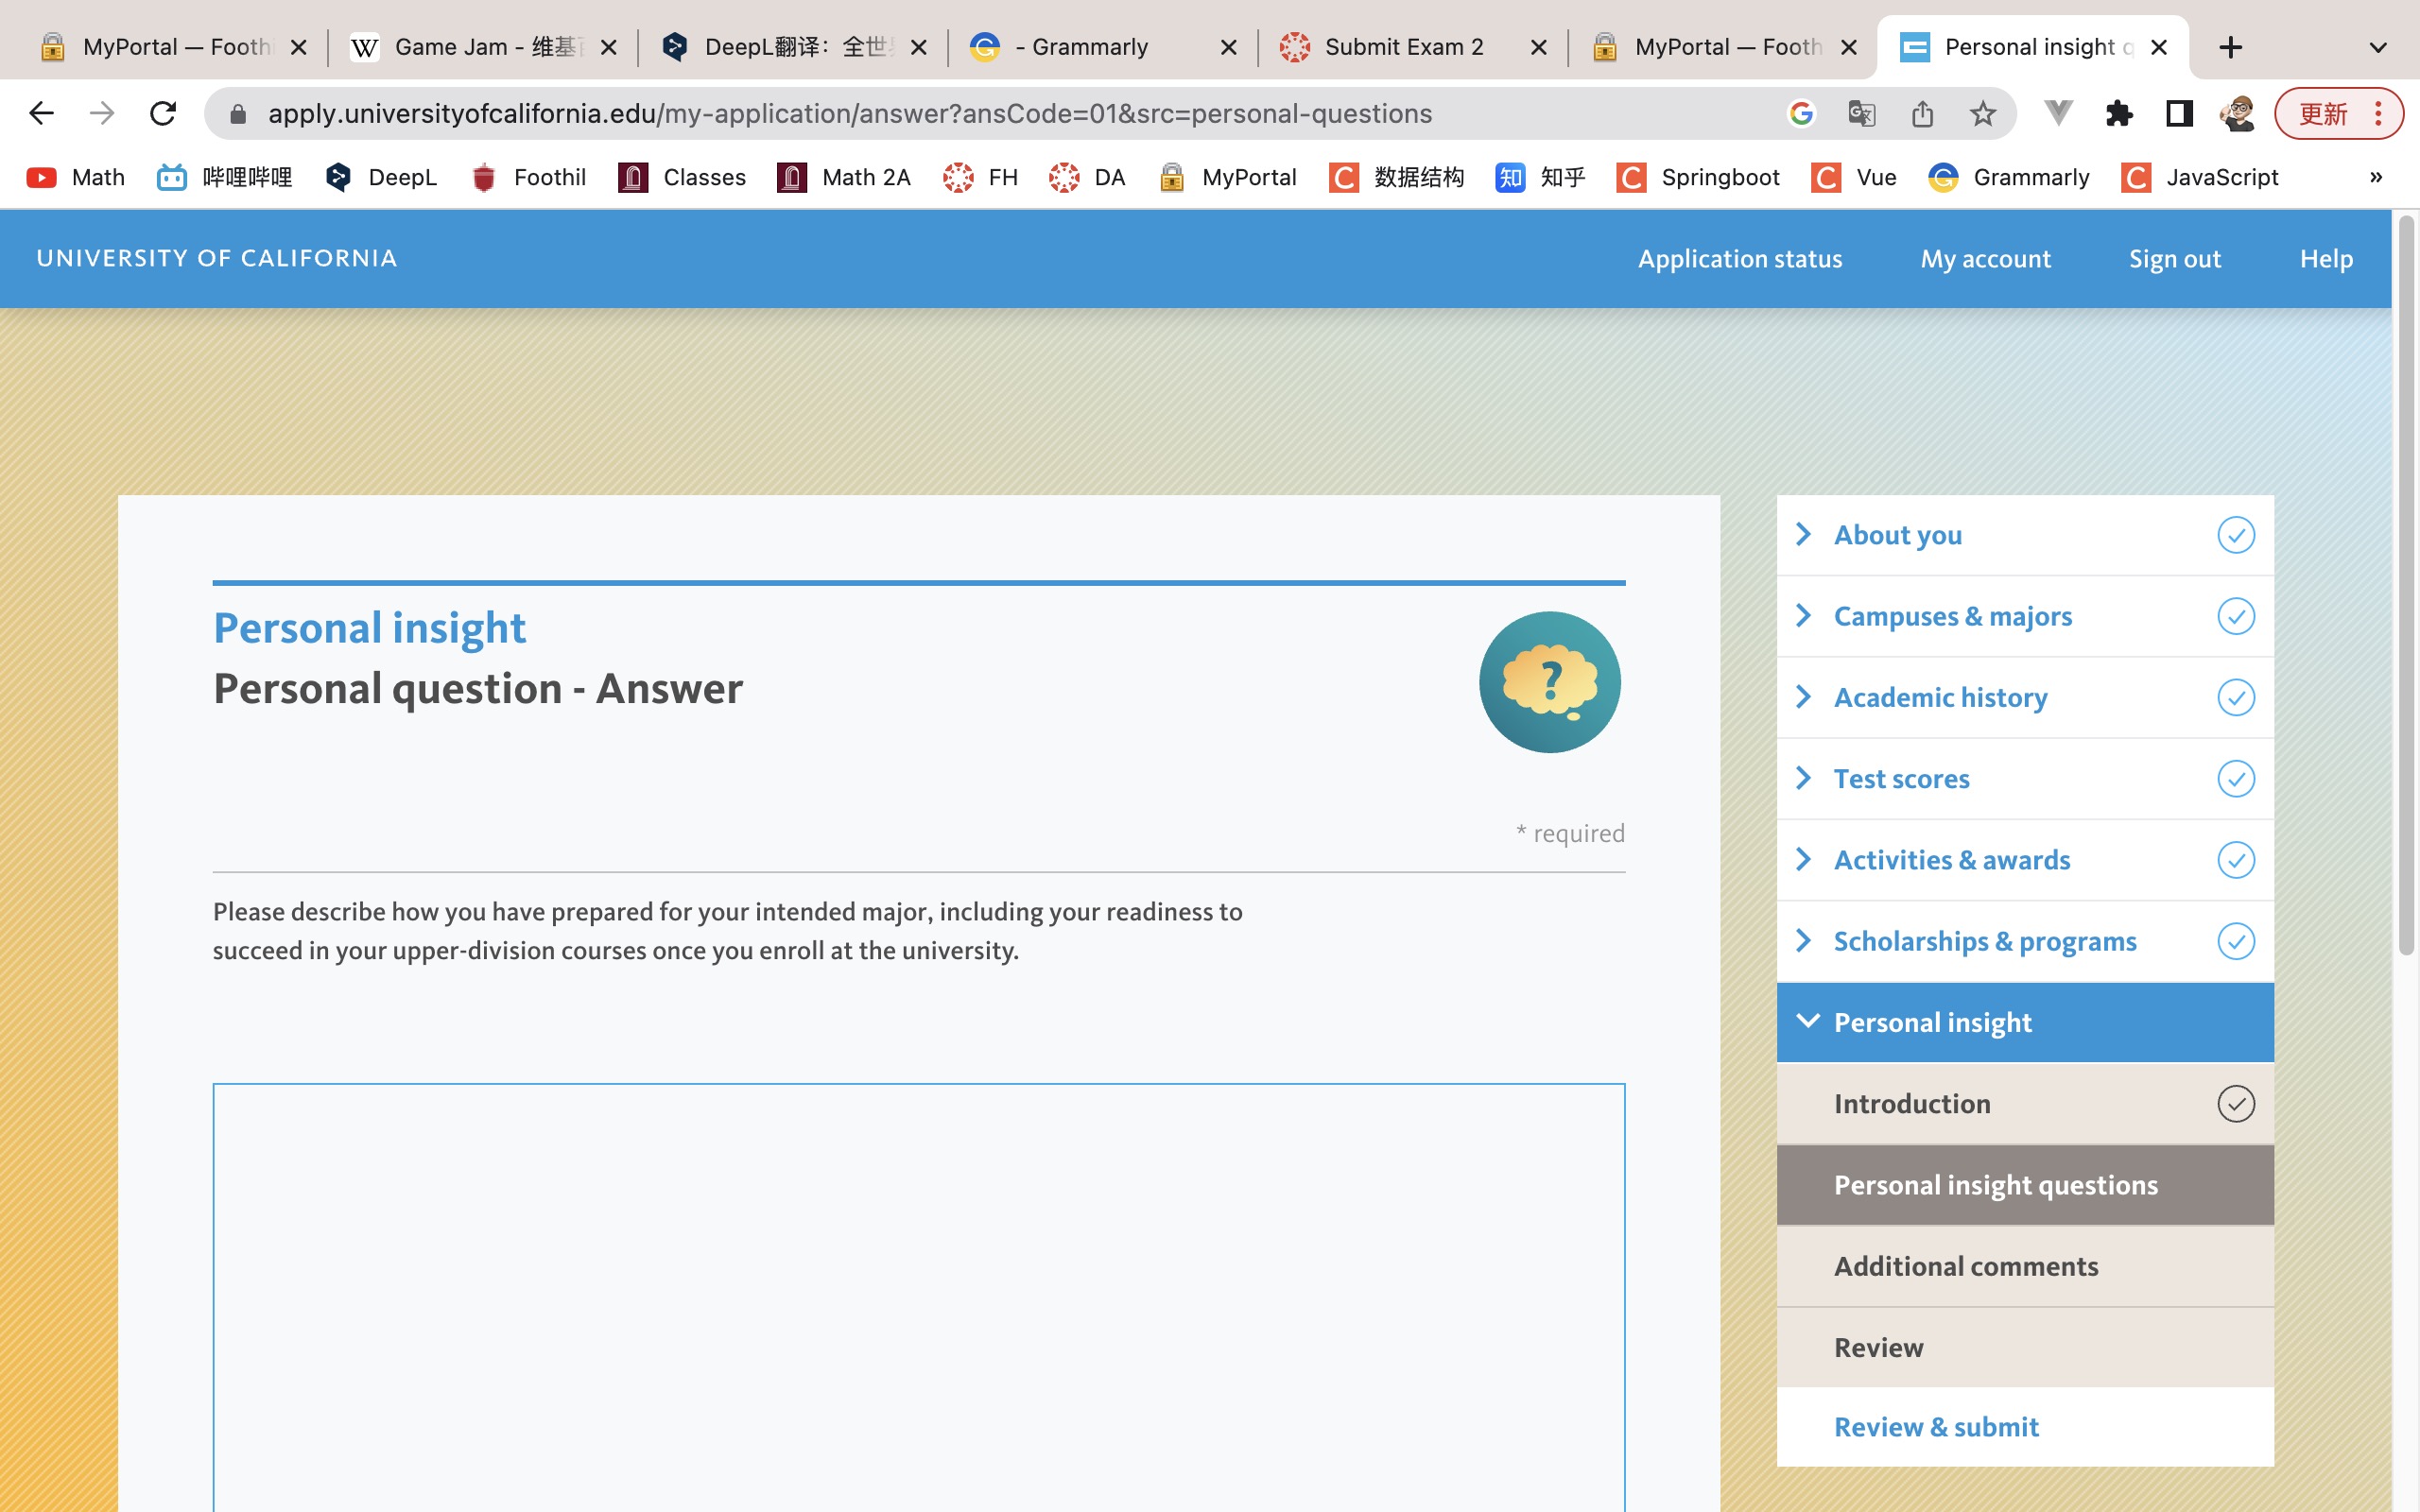 MyPortal — Footh
Game Jam - 维基
DeepL翻译：全世
- Grammarly
Submit Exam 2
MyPortal — Footh
Personal insight q
apply.universityofcalifornia.edu/my-application/answer?ansCode=01&src=personal-questions
更新
Math
哔哩哔哩
DeepL
Foothil
Classes
Math 2A
FH
DA
MyPortal
数据结构
知乎
Springboot
Vue
Grammarly
JavaScript
»
UNIVERSITY OF CALIFORNIA
Application status
My account
Sign out
Help
Personal insight
Personal question - Answer
* required
Please describe how you have prepared for your intended major, including your readiness to
succeed in your upper-division courses once you enroll at the university.
About you
Campuses & majors
Academic history
Test scores
Activities & awards
Scholarships & programs
Personal insight
Introduction
Personal insight questions
Additional comments
Review
Review & submit